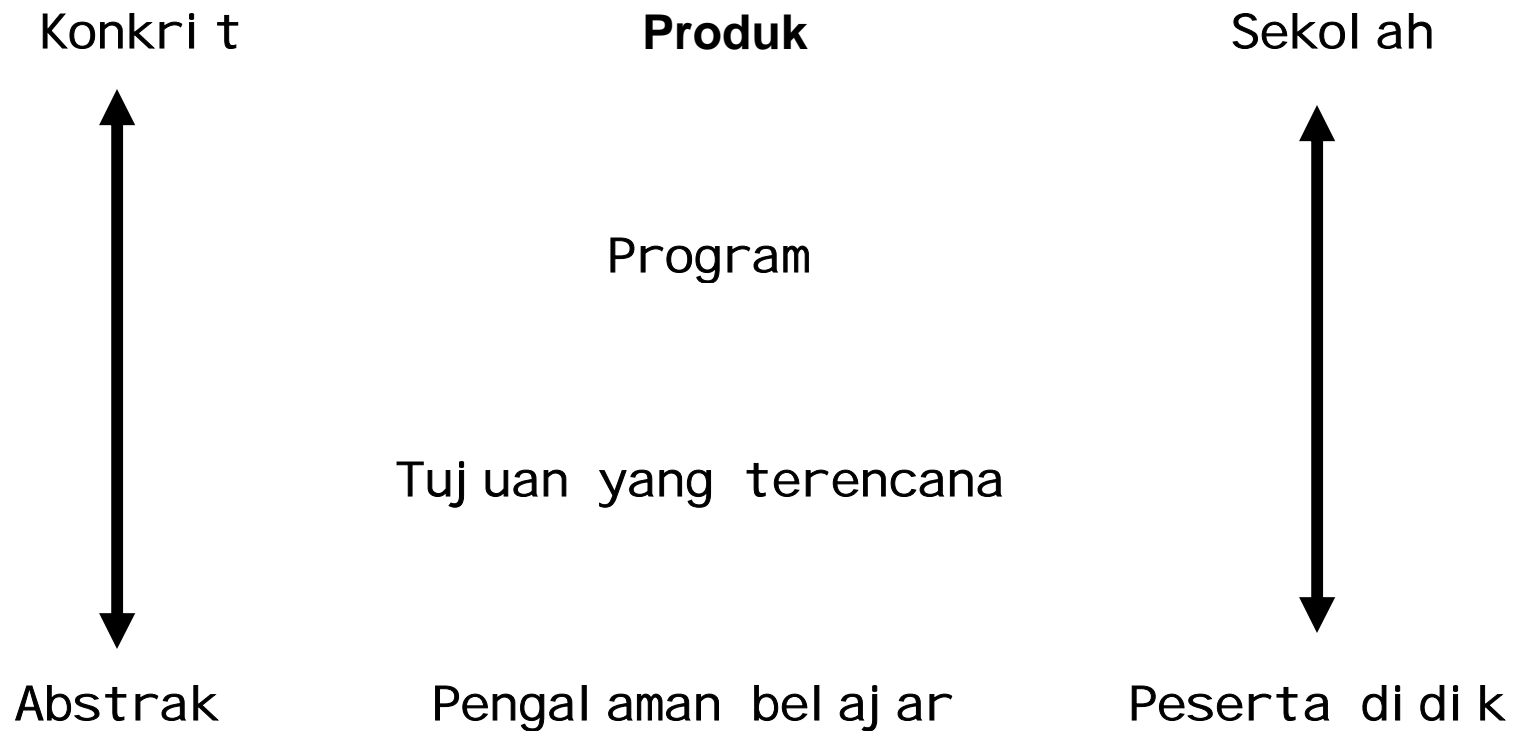 Konkrit Produk Sekolah
Program
Tujuan yang terencana
Abstrak Pengalaman belajar Peserta didik